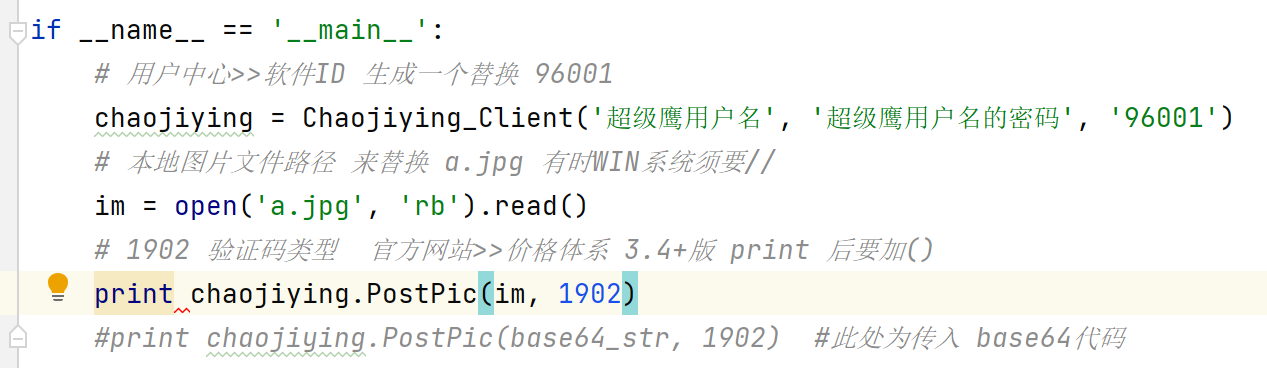 if __name__ == '__main__':
# 用户中心>>软件ID 生成一个替换 96001
chaojiying = Chaojiying_Client('超级鹰用户名', '超级鹰用户名的密码', '96001')
# 本地图片文件路径 来替换 a.jpg 有时WIN系统须要//
im = open('a.jpg', 'rb').read()
# 1902 验证码类型  官方网站>>价格体系 3.4+版 print 后要加()
print chaojiying.PostPic(im, 1902)
#print chaojiying.PostPic(base64_str, 1902)  #此处为传入 base64代码